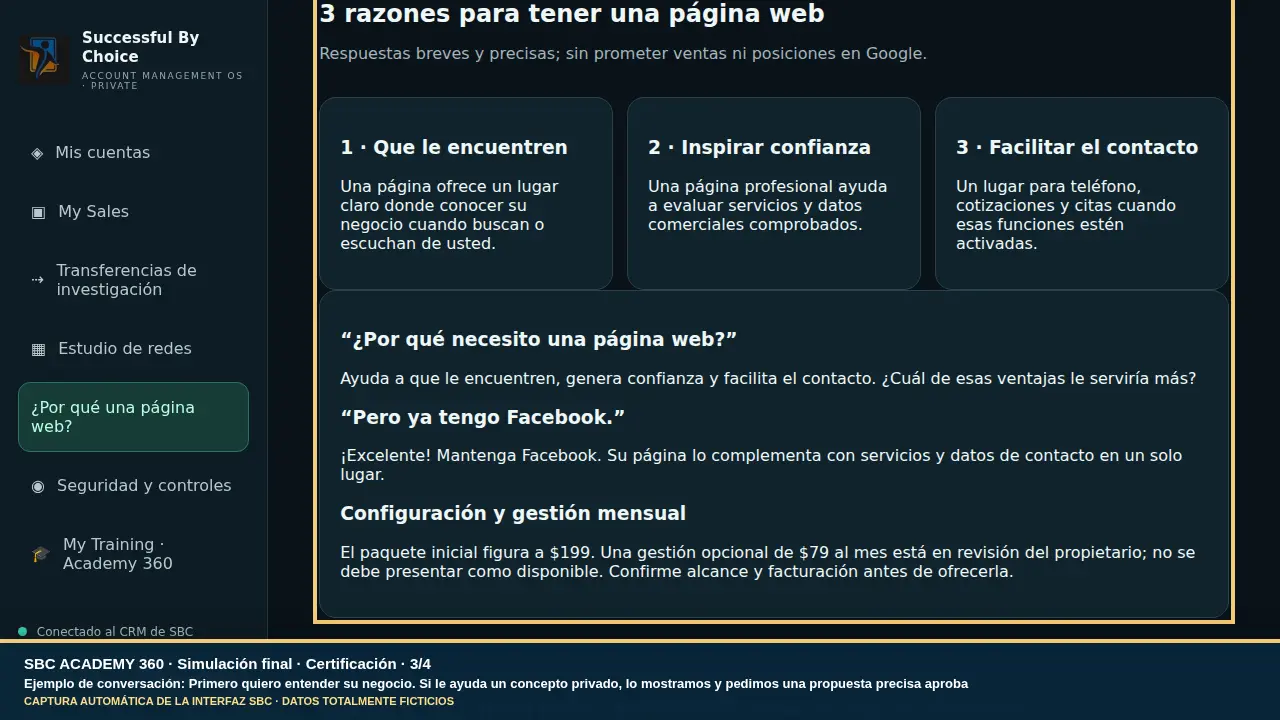 Successful By
Choice
ACCOUNT MANAGEMENT OS
· PRIVATE
Mis cuentas
My Sales
Transferencias de
investigación
Estudio de redes
¿Por qué una página
web?
Seguridad y controles
My Training ·
Academy 360
Conectado al CRM de SBC
3 razones para tener una página web
Respuestas breves y precisas; sin prometer ventas ni posiciones en Google.
1 · Que le encuentren
Una página ofrece un lugar
claro donde conocer su
negocio cuando buscan o
escuchan de usted.
2 · Inspirar confianza
Una página profesional ayuda
a evaluar servicios y datos
comerciales comprobados.
3 · Facilitar el contacto
Un lugar para teléfono,
cotizaciones y citas cuando
esas funciones estén
activadas.
“¿Por qué necesito una página web?”
Ayuda a que le encuentren, genera confianza y facilita el contacto. ¿Cuál de esas ventajas le serviría más?
“Pero ya tengo Facebook.”
¡Excelente! Mantenga Facebook. Su página lo complementa con servicios y datos de contacto en un solo
lugar.
Configuración y gestión mensual
El paquete inicial figura a $199. Una gestión opcional de $79 al mes está en revisión del propietario; no se
debe presentar como disponible. Confirme alcance y facturación antes de ofrecerla.
SBC ACADEMY 360 · Simulación final · Certificación · 3/4
Ejemplo de conversación: Primero quiero entender su negocio. Si le ayuda un concepto privado, lo mostramos y pedimos una propuesta precisa aproba
CAPTURA AUTOMÁTICA DE LA INTERFAZ SBC · DATOS TOTALMENTE FICTICIOS